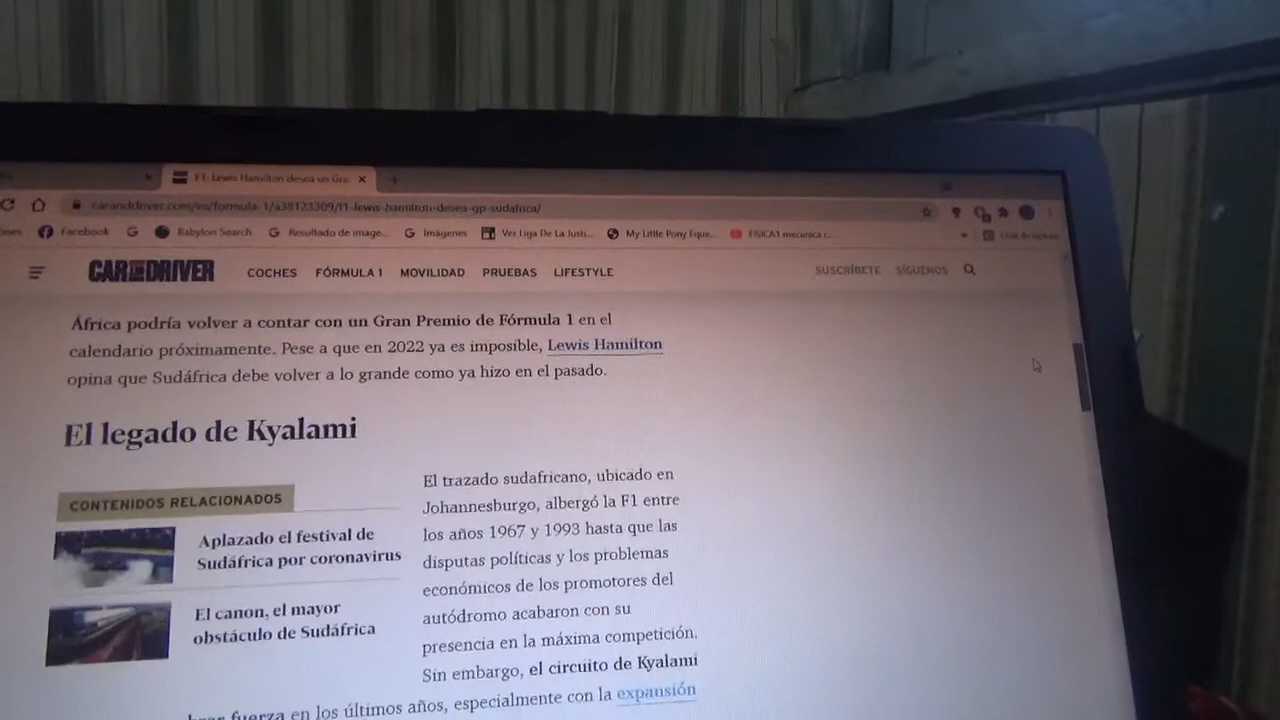 F1: Lewis Hamilton desea un Gra
caranddriver.com/es/formula-1/a38123309/f1-lewis-hamilton-desea-gp-sudafrica/
Facebook
Babylon Search
Resultado de image...
Imágenes
Ver Liga De La Justi...
My Little Pony Eque...
FISICA1 mecanica c...
CAR AND DRIVER
COCHES
FÓRMULA 1
MOVILIDAD
PRUEBAS
LIFESTYLE
SUSCRÍBETE
SÍGUENOS
África podría volver a contar con un Gran Premio de Fórmula 1 en el
calendario próximamente. Pese a que en 2022 ya es imposible, Lewis Hamilton
opina que Sudáfrica debe volver a lo grande como ya hizo en el pasado.
El legado de Kyalami
CONTENIDOS RELACIONADOS
Aplazado el festival de
Sudáfrica por coronavirus
El canon, el mayor
obstáculo de Sudáfrica
El trazado sudafricano, ubicado en
Johannesburgo, albergó la F1 entre
los años 1967 y 1993 hasta que las
disputas políticas y los problemas
económicos de los promotores del
autódromo acabaron con su
presencia en la máxima competición.
Sin embargo, el circuito de Kyalami
fuerza en los últimos años, especialmente con la expansión